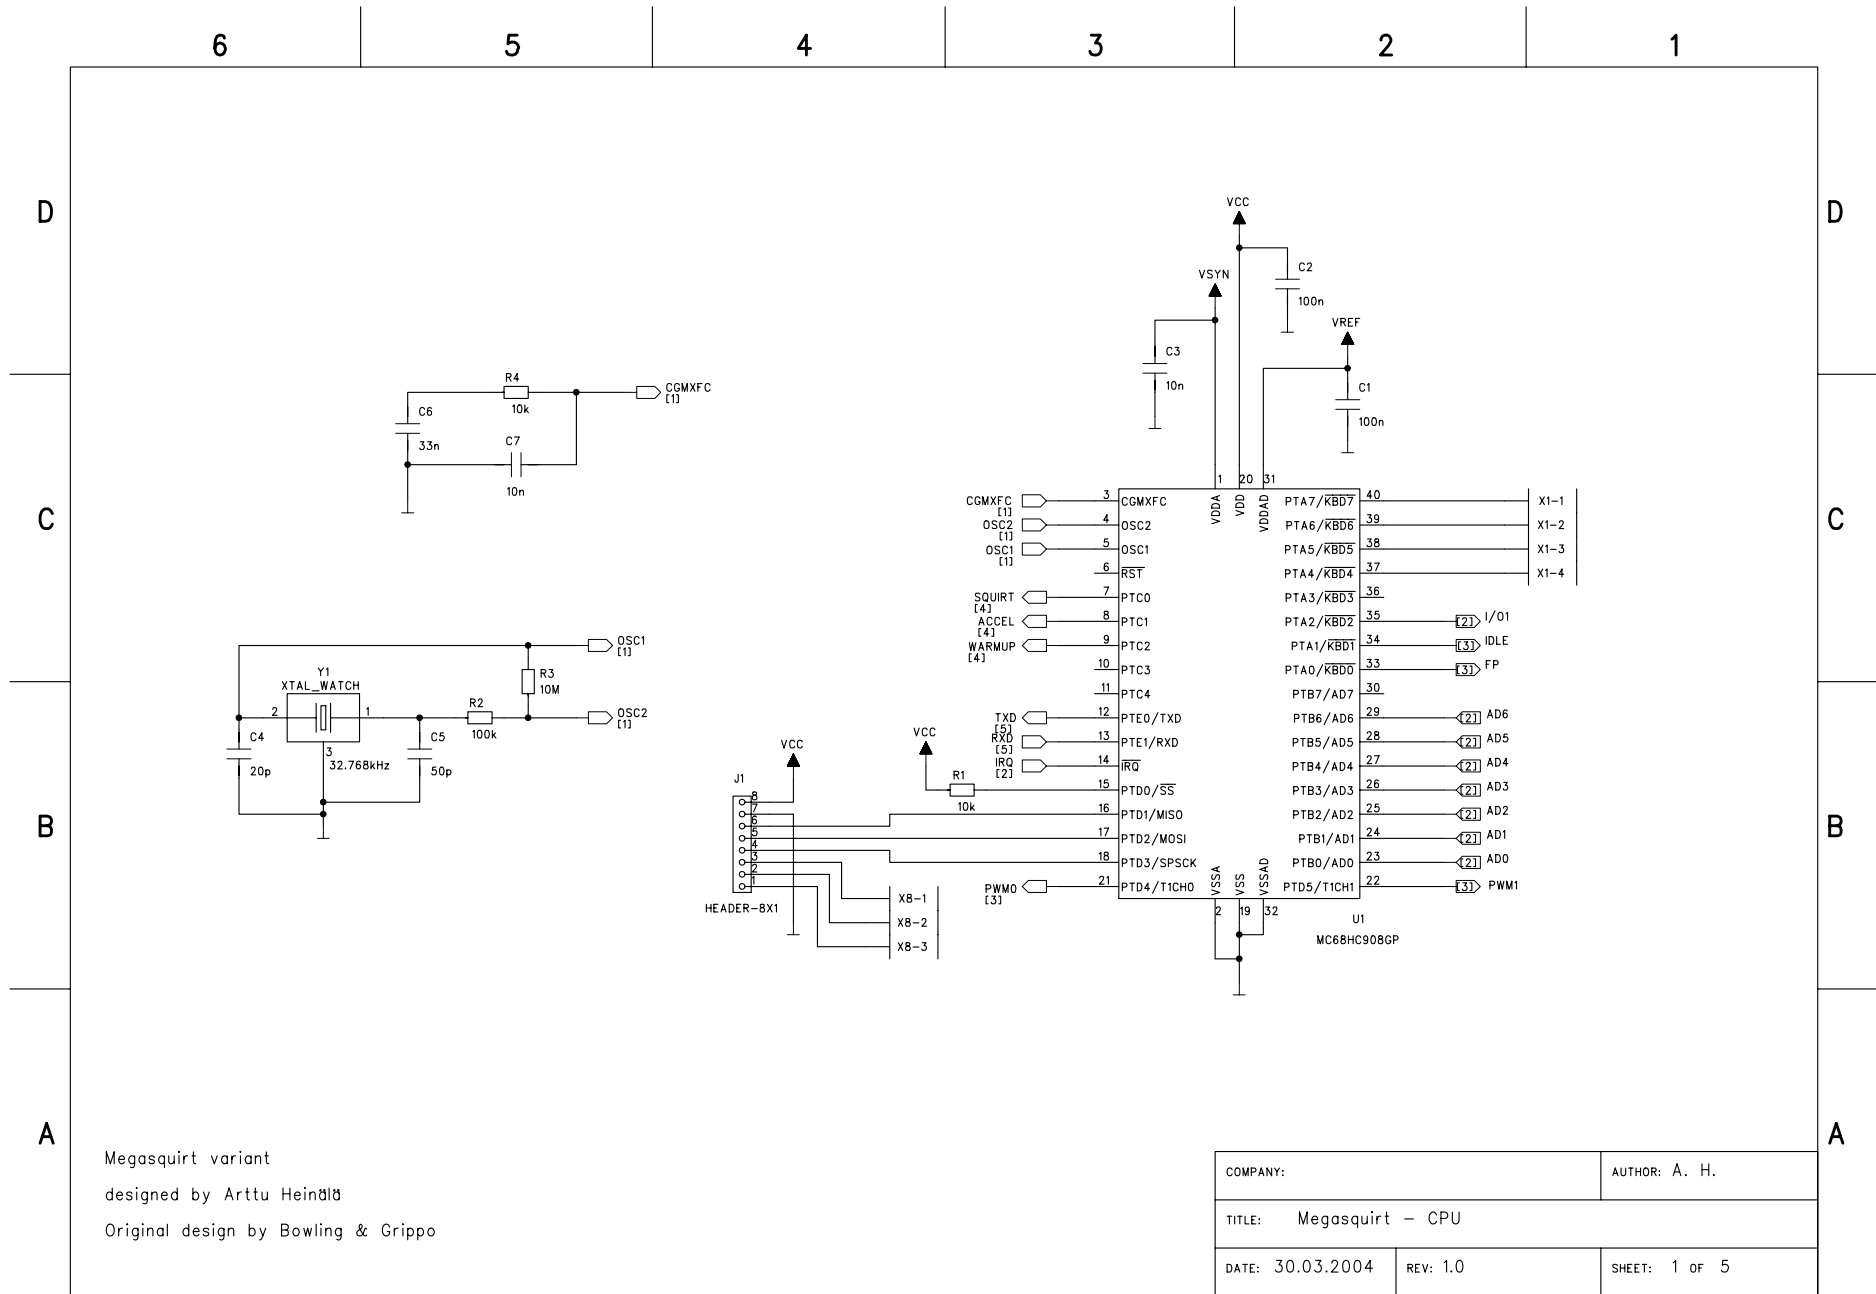 6 5 4 3 2 1
D D
VCC
C2
100n
VSYN
C3
10n
VREF
C1
100n
R4
10k
CGMXFC
[1]
C6
33n
C7
10n
C C
1 20 31
VDDA VDD VDDAD
CGMXFC 3 CGMXFC
[1]
OSC2 4 OSC2
[1]
OSC1 5 OSC1
[1]
6 RST
SQUIRT 7 PTC0
[4]
ACCEL 8 PTC1
[4]
WARMUP 9 PTC2
[4]
10 PTC3
11 PTC4
TXD 12 PTE0/TXD
[5]
RXD 13 PTE1/RXD
[5]
IRQ 14 IRQ
[2]
15 PTD0/SS
16 PTD1/MISO
17 PTD2/MOSI
18 PTD3/SPSCK
PWM0 21 PTD4/T1CH0
[3]
PTA7/KBD7 40 X1-1
PTA6/KBD6 39 X1-2
PTA5/KBD5 38 X1-3
PTA4/KBD4 37 X1-4
PTA3/KBD3 36
PTA2/KBD2 35 [2] I/O1
PTA1/KBD1 34 [3] IDLE
PTA0/KBD0 33 [3] FP
PTB7/AD7 30
PTB6/AD6 29 [2] AD6
PTB5/AD5 28 [2] AD5
PTB4/AD4 27 [2] AD4
PTB3/AD3 26 [2] AD3
PTB2/AD2 25 [2] AD2
PTB1/AD1 24 [2] AD1
PTB0/AD0 23 [2] AD0
PTD5/T1CH1 22 [3] PWM1
VSSA VSS VSSAD
2 19 32
U1
MC68HC908GP
OSC1
[1]
R3
10M
Y1
XTAL_WATCH
2 1
3
32.768kHz
R2
100k
OSC2
[1]
C4
20p
C5
50p
VCC
R1
10k
VCC
J1
8
7
6
5
4
3
2
1
HEADER-8X1
X8-1
X8-2
X8-3
B B
A A
Megasquirt variant
designed by Arttu Heinälä
Original design by Bowling & Grippo
COMPANY: AUTHOR: A. H.
TITLE: Megasquirt - CPU
DATE: 30.03.2004 REV: 1.0 SHEET: 1 OF 5